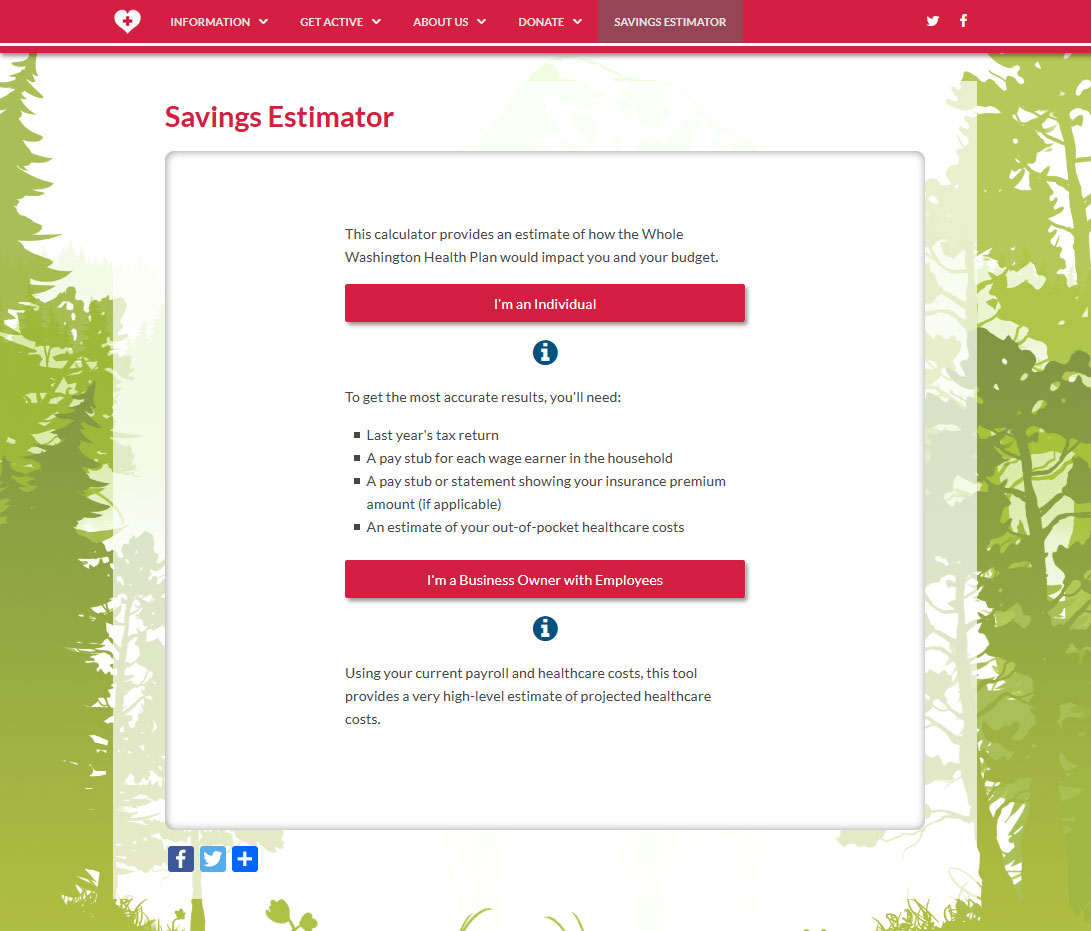 INFORMATION GET ACTIVE ABOUT US DONATE SAVINGS ESTIMATOR
Savings Estimator
This calculator provides an estimate of how the Whole
Washington Health Plan would impact you and your budget.
I'm an Individual
To get the most accurate results, you'll need:
Last year's tax return
A pay stub for each wage earner in the household
A pay stub or statement showing your insurance premium
amount (if applicable)
An estimate of your out-of-pocket healthcare costs
I'm a Business Owner with Employees
Using your current payroll and healthcare costs, this tool
provides a very high-level estimate of projected healthcare
costs.